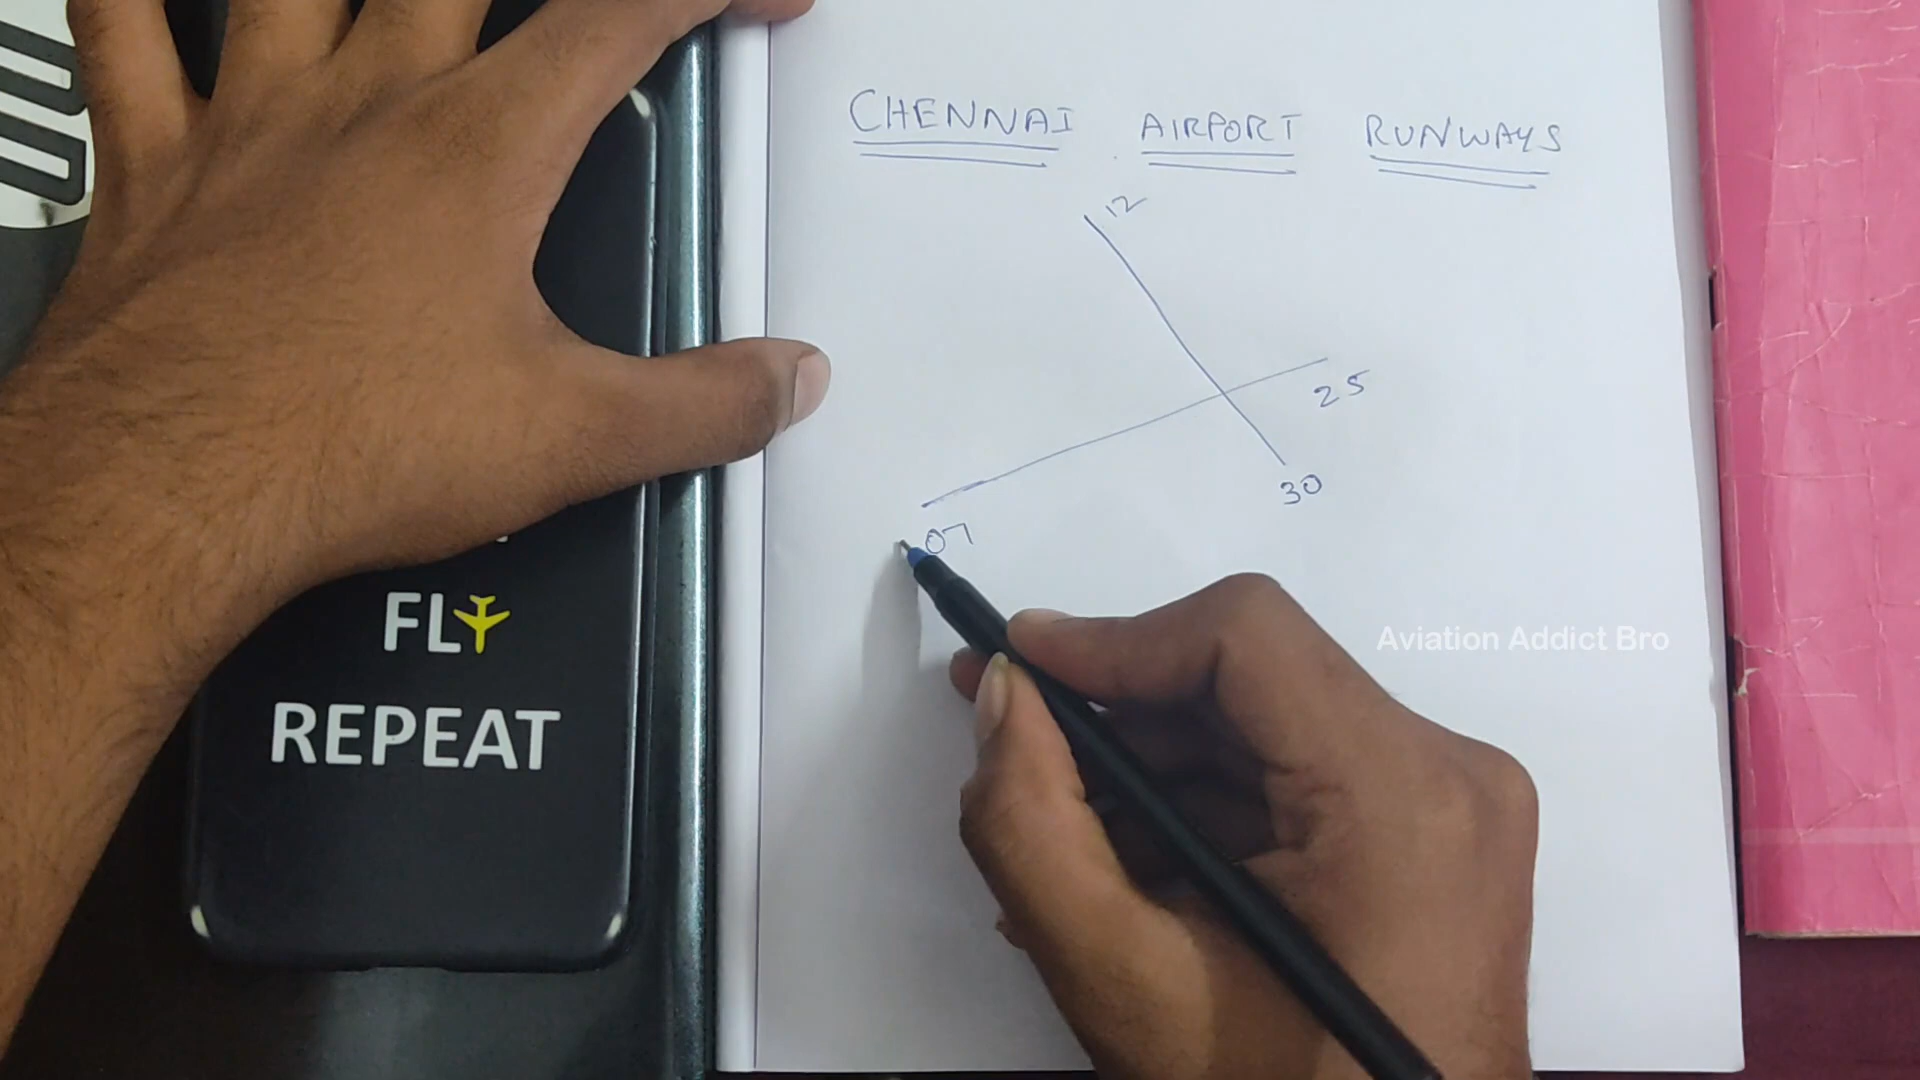 CHENNAI AIRPORT RUNWAYS
12
25
30
07
FLY
REPEAT
Aviation Addict Bro